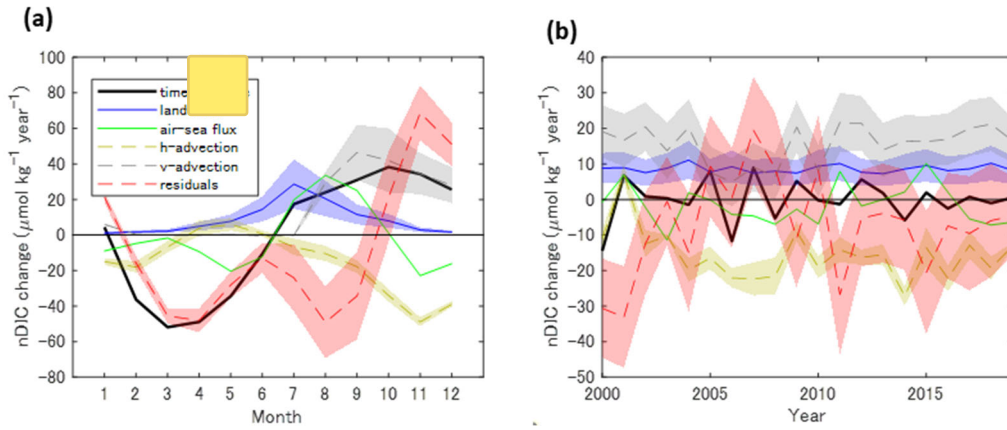 (a)
(b)
nDIC change (μmol kg⁻¹ year⁻¹)
100
80
60
40
20
0
-20
-40
-60
-80
time
land
air-sea flux
h-advection
v-advection
residuals
1 2 3 4 5 6 7 8 9 10 11 12
Month
nDIC change (μmol kg⁻¹ year⁻¹)
40
30
20
10
0
-10
-20
-30
-40
-50
2000 2005 2010 2015
Year